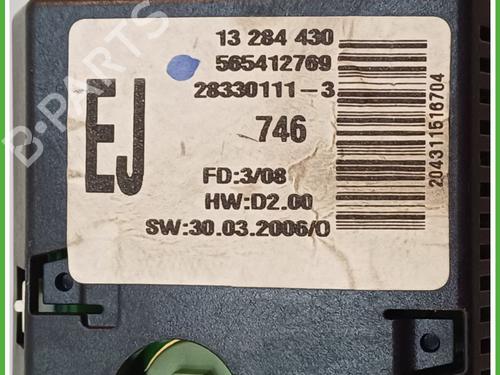 13 284 430
565412769
28330111-3
EJ
746
FD:3/08
HW:D2.00
SW:30.03.2006/0
204311516704
B-PARTS